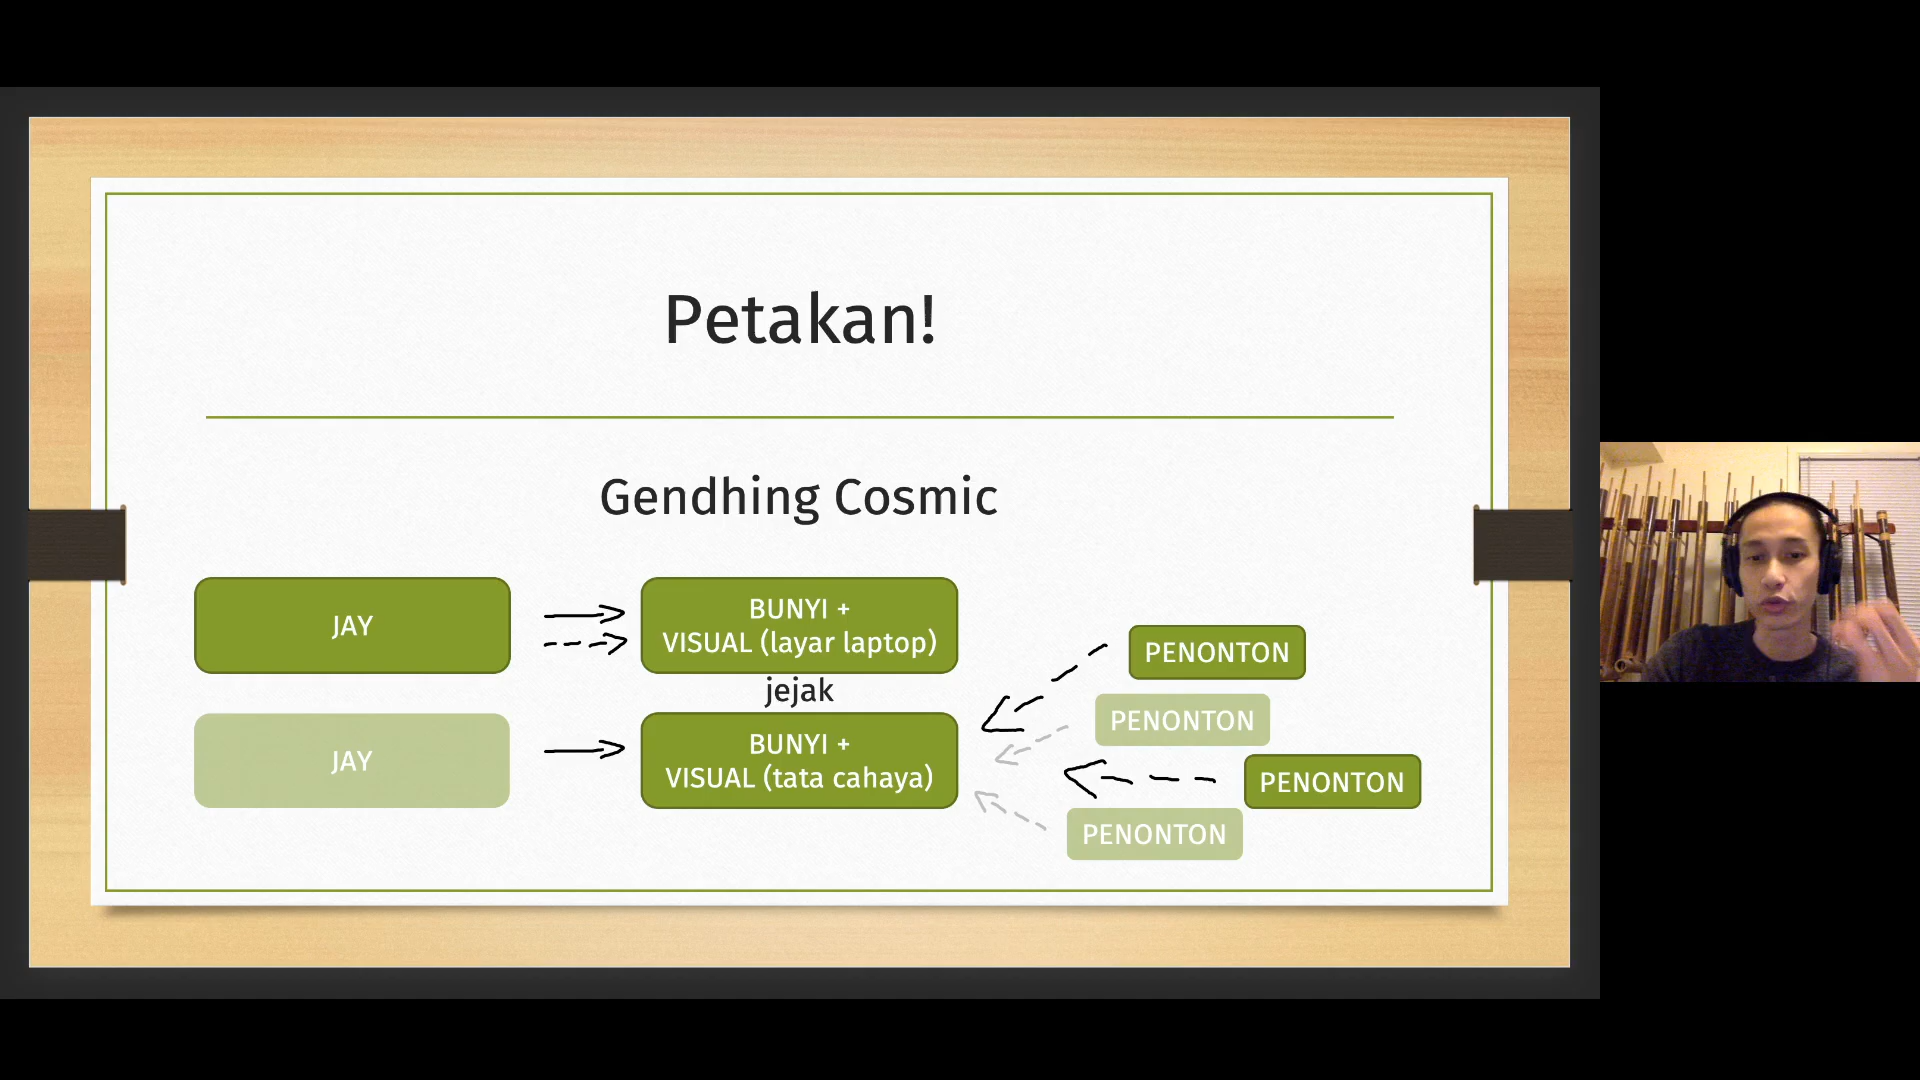 Petakan!
Gendhing Cosmic
JAY
BUNYI +
VISUAL (layar laptop)
jejak
JAY
BUNYI +
VISUAL (tata cahaya)
PENONTON
PENONTON
PENONTON
PENONTON